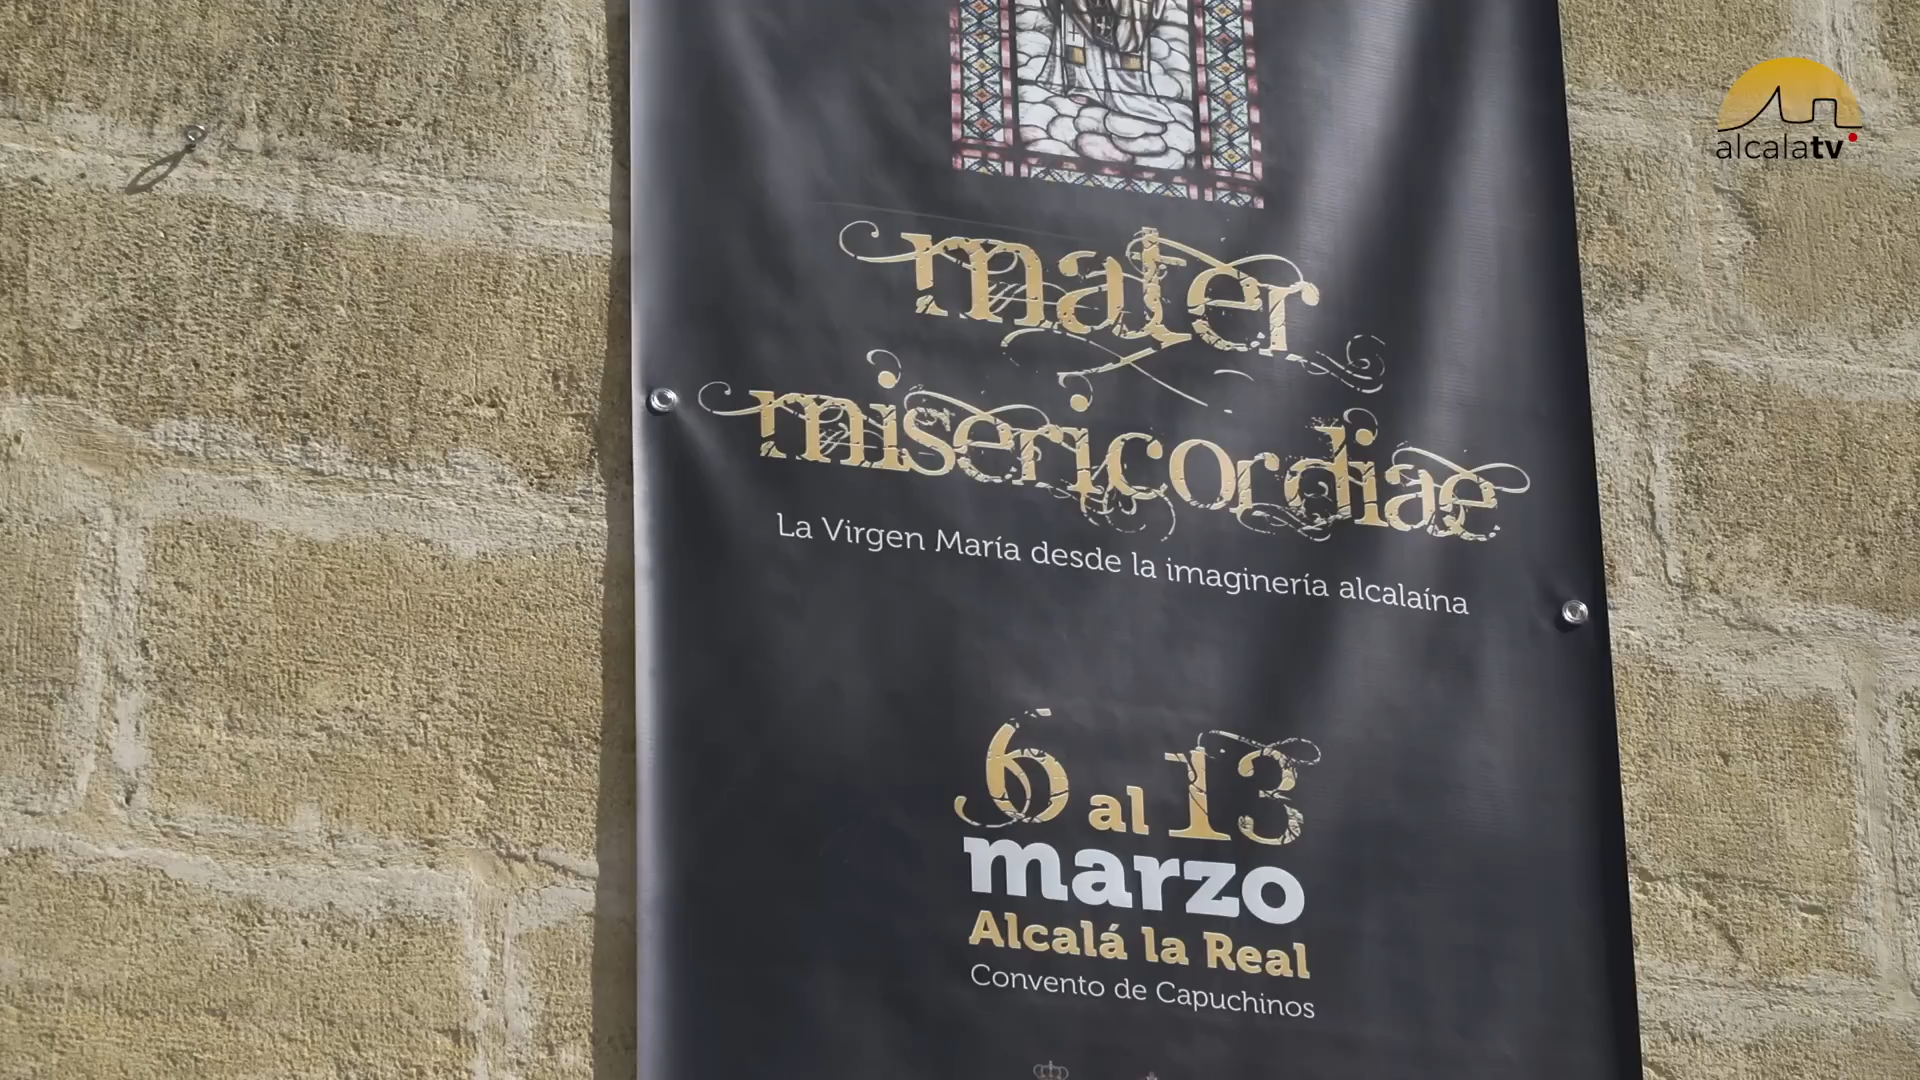 alcalatv
mater
misericordiae
La Virgen María desde la imaginería alcalaína
6 al 13
marzo
Alcalá la Real
Convento de Capuchinos